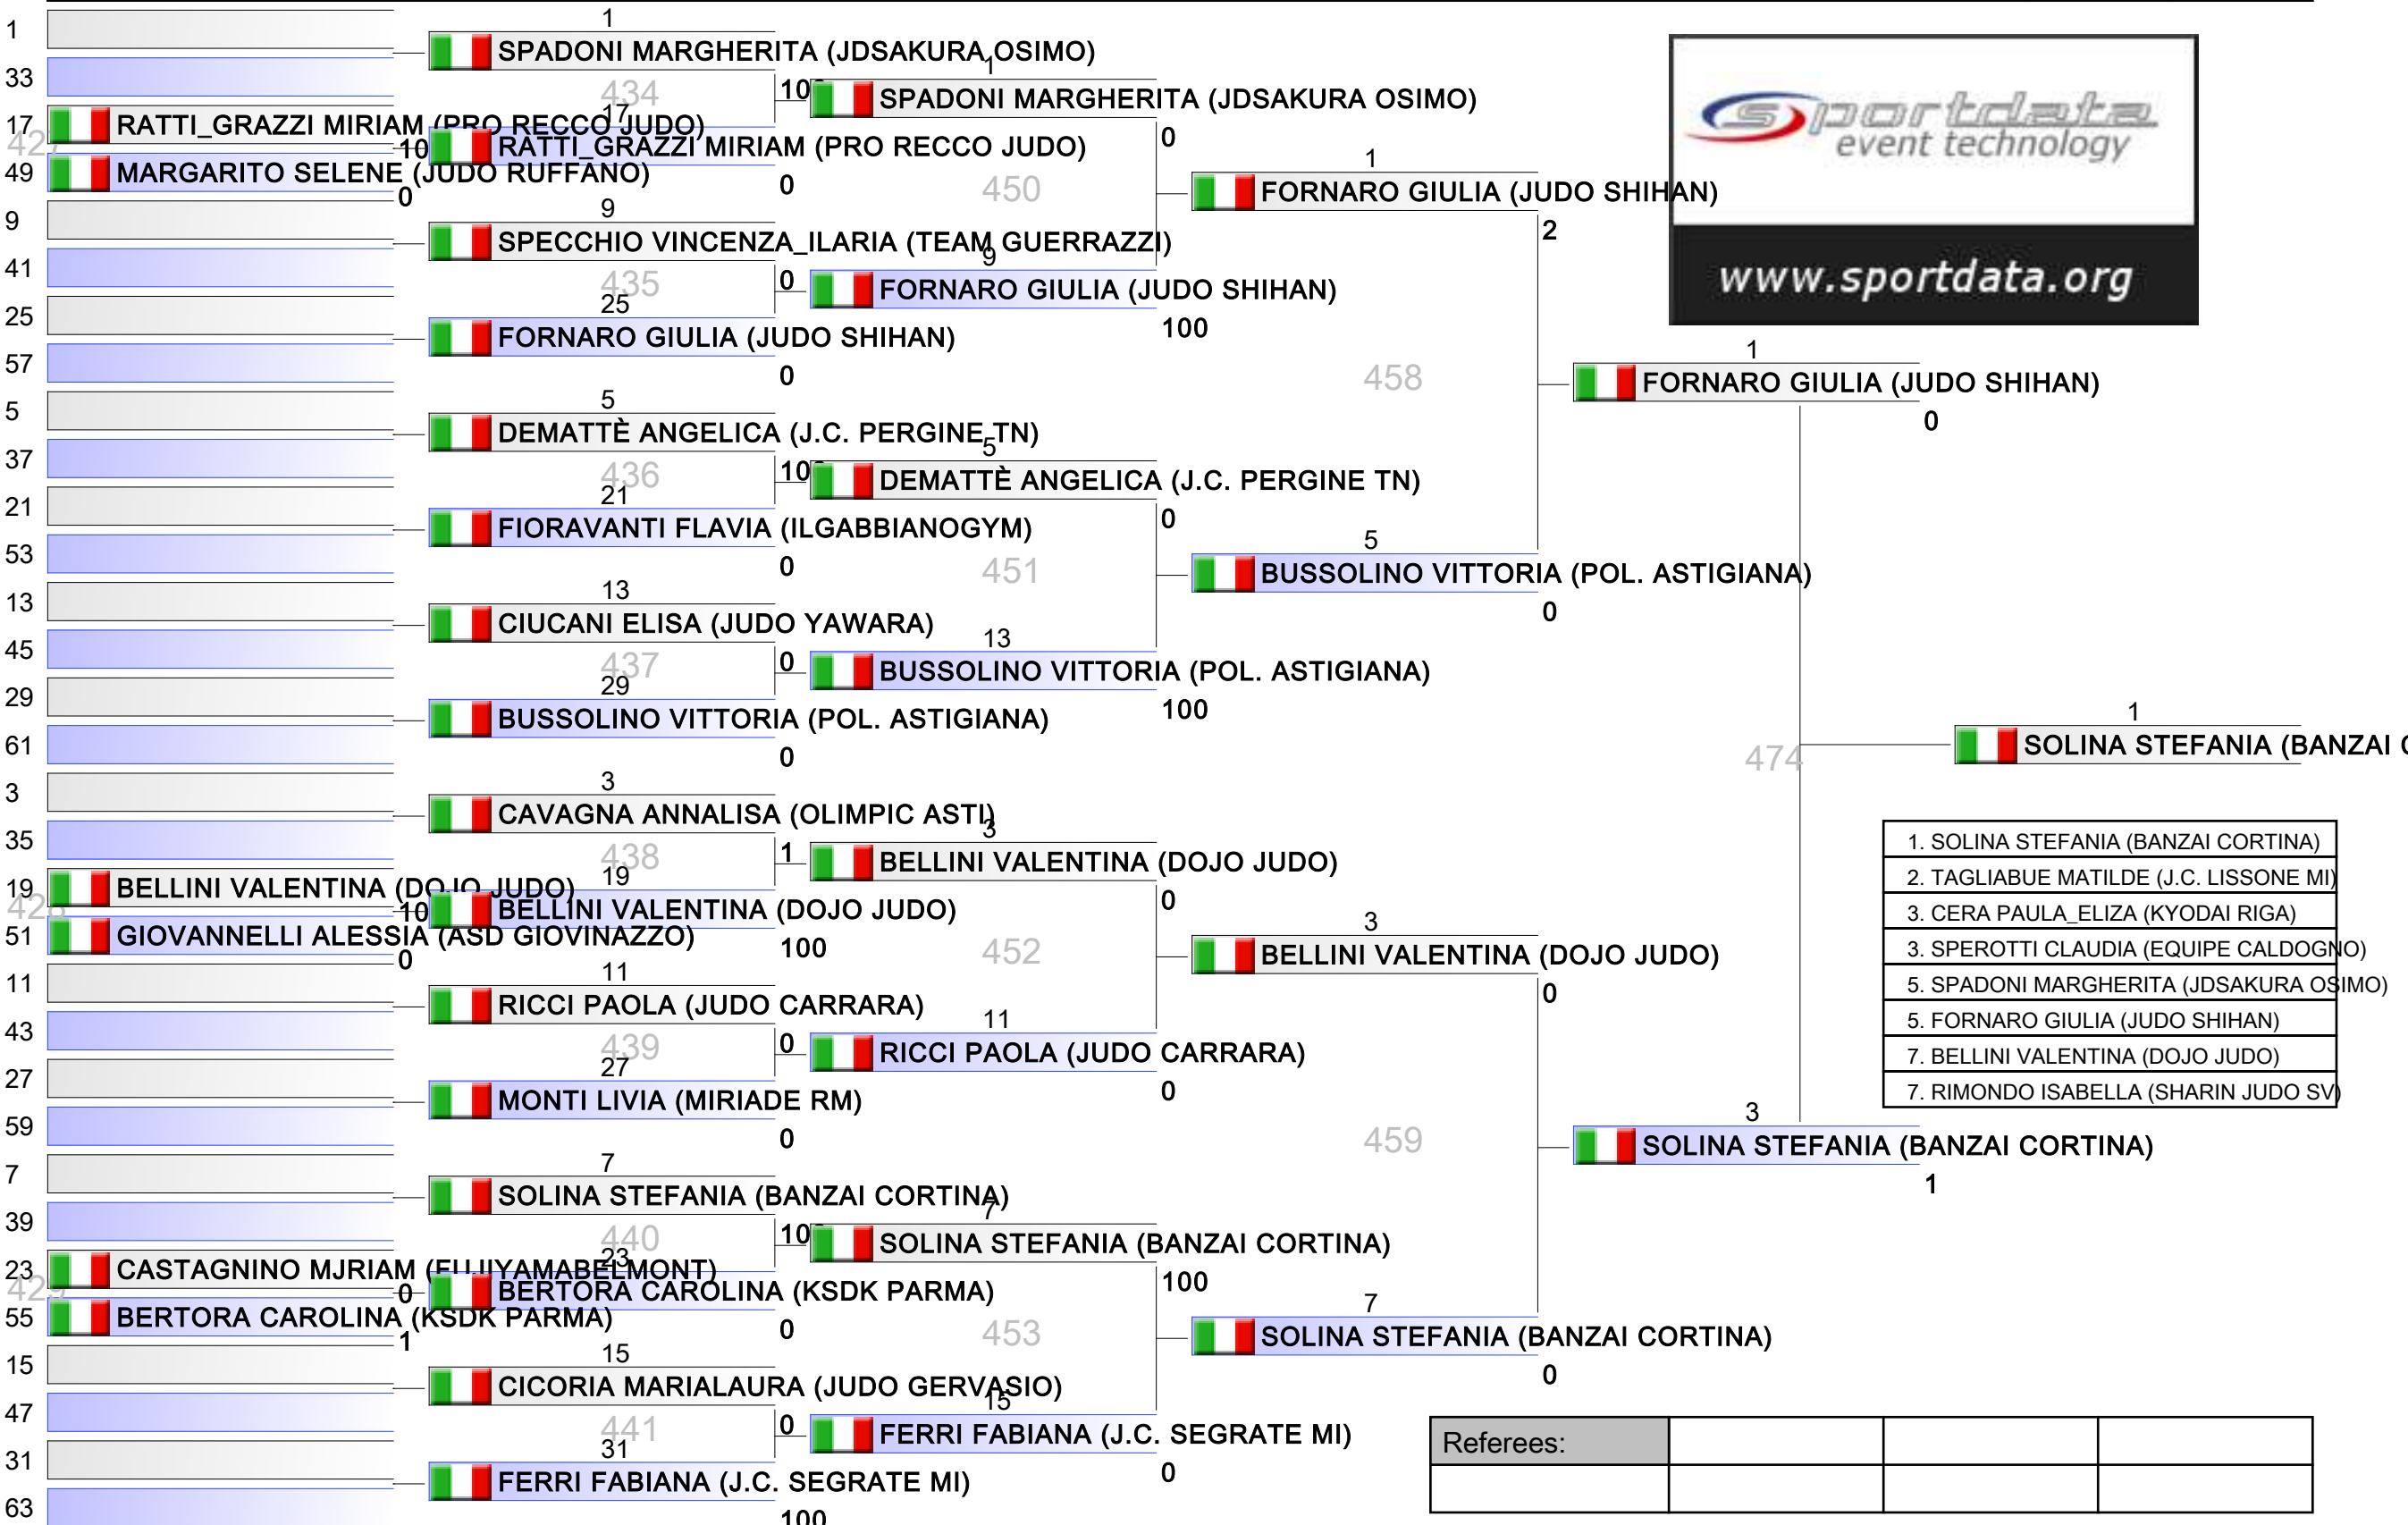 1
33
17
RATTI_GRAZZI MIRIAM (PRO RECCO JUDO)
10
49
MARGARITO SELENE (JUDO RUFFANO)
0
9
41
25
57
5
37
21
53
13
45
29
61
3
35
19
BELLINI VALENTINA (DOJO JUDO)
428
10
51
GIOVANNELLI ALESSIA (ASD GIOVINAZZO)
0
11
43
27
59
7
39
23
CASTAGNINO MJRIAM (FUJIYAMABELMONT)
429
0
55
BERTORA CAROLINA (KSDK PARMA)
1
15
47
31
63
1
SPADONI MARGHERITA (JDSAKURA OSIMO)
434
10
17
RATTI_GRAZZI MIRIAM (PRO RECCO JUDO)
0
9
SPECCHIO VINCENZA_ILARIA (TEAM GUERRAZZI)
435
0
25
FORNARO GIULIA (JUDO SHIHAN)
0
5
DEMATTÈ ANGELICA (J.C. PERGINE TN)
436
10
21
FIORAVANTI FLAVIA (ILGABBIANOGYM)
0
13
CIUCANI ELISA (JUDO YAWARA)
437
0
29
BUSSOLINO VITTORIA (POL. ASTIGIANA)
0
3
CAVAGNA ANNALISA (OLIMPIC ASTI)
438
1
19
BELLINI VALENTINA (DOJO JUDO)
100
11
RICCI PAOLA (JUDO CARRARA)
439
0
27
MONTI LIVIA (MIRIADE RM)
0
7
SOLINA STEFANIA (BANZAI CORTINA)
440
10
23
BERTORA CAROLINA (KSDK PARMA)
0
15
CICORIA MARIALAURA (JUDO GERVASIO)
441
0
31
FERRI FABIANA (J.C. SEGRATE MI)
100
1
SPADONI MARGHERITA (JDSAKURA OSIMO)
0
450
9
FORNARO GIULIA (JUDO SHIHAN)
100
5
DEMATTÈ ANGELICA (J.C. PERGINE TN)
0
451
13
BUSSOLINO VITTORIA (POL. ASTIGIANA)
100
3
BELLINI VALENTINA (DOJO JUDO)
0
452
11
RICCI PAOLA (JUDO CARRARA)
0
7
SOLINA STEFANIA (BANZAI CORTINA)
100
453
15
FERRI FABIANA (J.C. SEGRATE MI)
0
1
FORNARO GIULIA (JUDO SHIHAN)
2
458
5
BUSSOLINO VITTORIA (POL. ASTIGIANA)
0
3
BELLINI VALENTINA (DOJO JUDO)
0
459
7
SOLINA STEFANIA (BANZAI CORTINA)
0
1
FORNARO GIULIA (JUDO SHIHAN)
0
474
3
SOLINA STEFANIA (BANZAI CORTINA)
1
1
SOLINA STEFANIA (BANZAI
sportdata
event technology
www.sportdata.org
1. SOLINA STEFANIA (BANZAI CORTINA)
2. TAGLIABUE MATILDE (J.C. LISSONE MI)
3. CERA PAULA_ELIZA (KYODAI RIGA)
3. SPEROTTI CLAUDIA (EQUIPE CALDOGNO)
5. SPADONI MARGHERITA (JDSAKURA OSIMO)
5. FORNARO GIULIA (JUDO SHIHAN)
7. BELLINI VALENTINA (DOJO JUDO)
7. RIMONDO ISABELLA (SHARIN JUDO SV)
Referees: